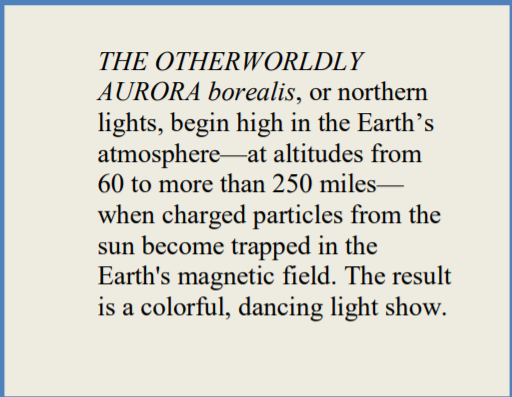 THE OTHERWORLDLY
AURORA borealis, or northern
lights, begin high in the Earth’s
atmosphere—at altitudes from
60 to more than 250 miles—
when charged particles from the
sun become trapped in the
Earth's magnetic field. The result
is a colorful, dancing light show.